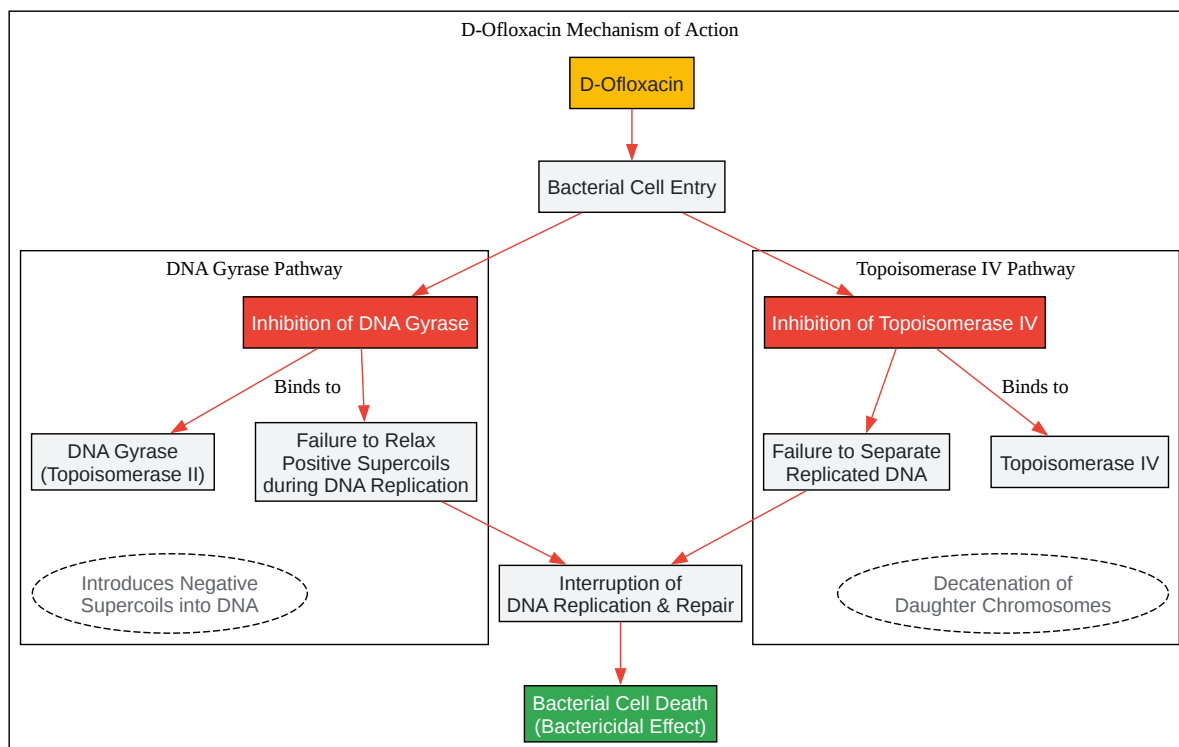 D-Ofloxacin Mechanism of Action
D-Ofloxacin
Bacterial Cell Entry
DNA Gyrase Pathway
Topoisomerase IV Pathway
Inhibition of DNA Gyrase
Inhibition of Topoisomerase IV
Binds to
Binds to
DNA Gyrase
(Topoisomerase II)
Failure to Relax
Positive Supercoils
during DNA Replication
Failure to Separate
Replicated DNA
Topoisomerase IV
Introduces Negative
Supercoils into DNA
Interruption of
DNA Replication & Repair
Decatenation of
Daughter Chromosomes
Bacterial Cell Death
(Bactericidal Effect)